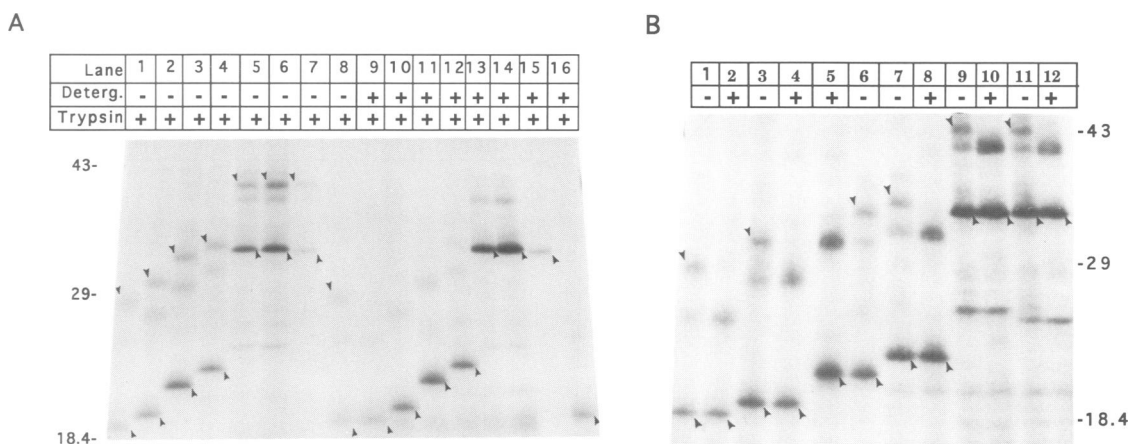 A
Lane 1 2 3 4 5 6 7 8 9 10 11 12 13 14 15 16
Deterg. - - - - - - - - + + + + + + + +
Trypsin + + + + + + + + + + + + + + + +
43-
29-
18.4-
B
1 2 3 4 5 6 7 8 9 10 11 12
- + - + + - - + - + - +
-43
-29
-18.4